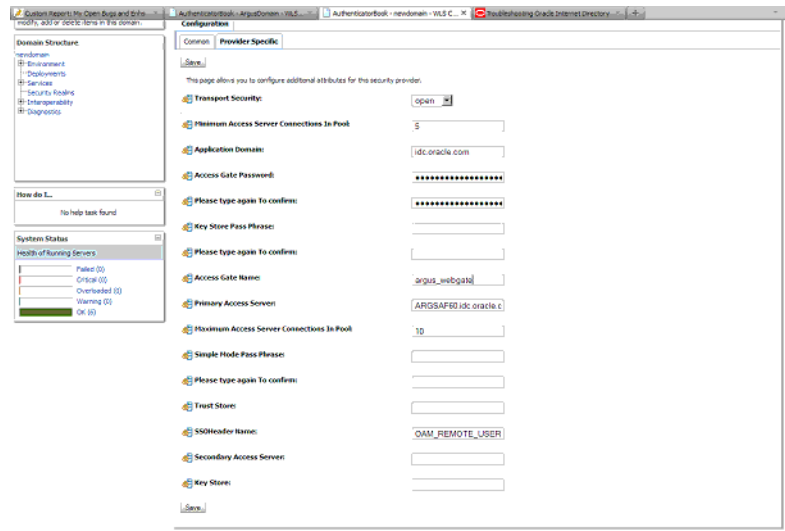 Custom Report: My Open Bugs and Enha...
AuthenticatorBook - ArgusDomain - WLS...
AuthenticatorBook - newdomain - WLS C...
Troubleshooting Oracle Internet Directory ...
modify, add or delete items in this domain.
Domain Structure
newdomain
Environment
Deployments
Services
Security Realms
Interoperability
Diagnostics
How do I...
No help task found
System Status
Health of Running Servers
Failed (0)
Critical (0)
Overloaded (0)
Warning (0)
OK (6)
Configuration
Common
Provider Specific
Save
This page allows you to configure additional attributes for this security provider.
Transport Security:
open
Minimum Access Server Connections In Pool:
5
Application Domain:
idc.oracle.com
Access Gate Password:
••••••••••••••••••
Please type again To confirm:
••••••••••••••••••
Key Store Pass Phrase:
Please type again To confirm:
Access Gate Name:
argus_webgate
Primary Access Server:
ARGSAF60.idc.oracle.c
Maximum Access Server Connections In Pool:
10
Simple Mode Pass Phrase:
Please type again To confirm:
Trust Store:
SSOHeader Name:
OAM_REMOTE_USER
Secondary Access Server:
Key Store:
Save